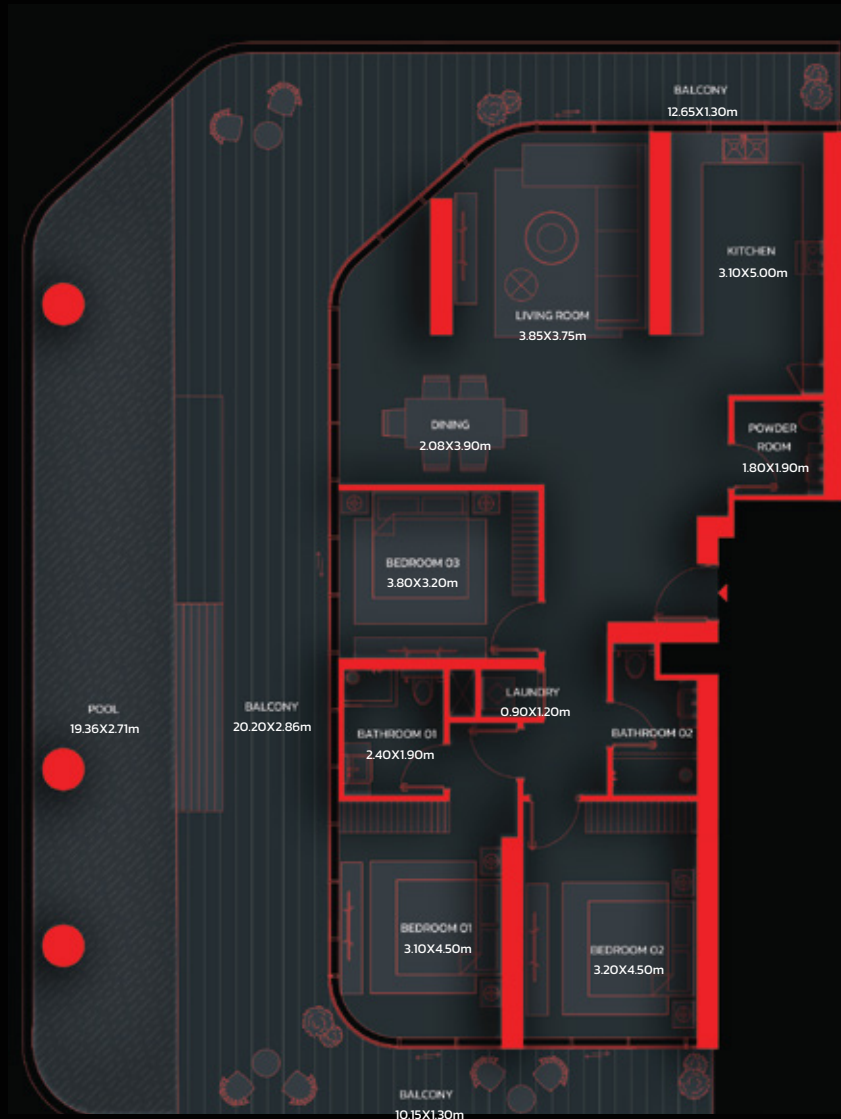 BALCONY
12.65X1.30m
KITCHEN
3.10X5.00m
LIVING ROOM
3.85X3.75m
DINING
2.08X3.90m
POWDER
ROOM
1.80X1.90m
BEDROOM 03
3.80X3.20m
POOL
19.36X2.71m
BALCONY
20.20X2.86m
LAUNDRY
0.90X1.20m
BATHROOM 01
2.40X1.90m
BATHROOM 02
BEDROOM 01
3.10X4.50m
BEDROOM 02
3.20X4.50m
BALCONY
10.15X1.30m